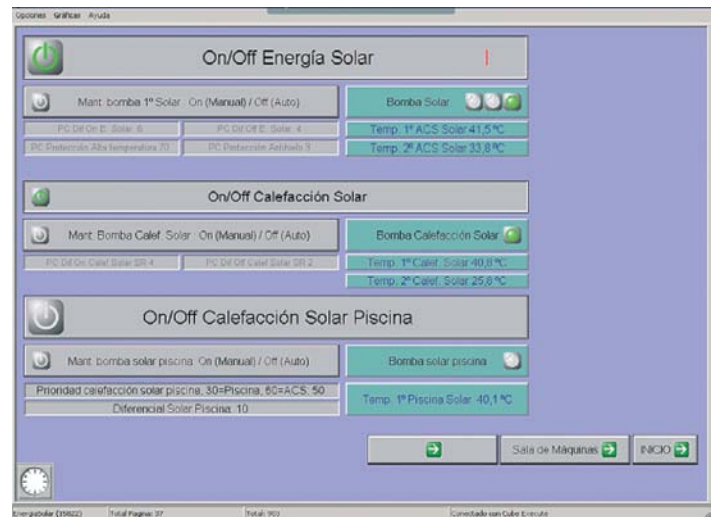 Opciones Gráficas Ayuda
On/Off Energía Solar
Mant. bomba 1º Solar : On (Manual) / Off (Auto)
Bomba Solar
PC Dif On E. Solar 6
PC Dif Off E. Solar 4
Temp. 1º ACS Solar 41,5 ºC
PC Protección Alta temperatura 70
PC Protección Antihielo 9
Temp. 2º ACS Solar 33,8 ºC
On/Off Calefacción Solar
Mant. Bomba Calef. Solar : On (Manual) / Off (Auto)
Bomba Calefacción Solar
PC Dif On Calef Solar SR 4
PC Dif Off Calef Solar SR 2
Temp. 1º Calef. Solar 40,8 ºC
Temp. 2º Calef. Solar 25,6 ºC
On/Off Calefacción Solar Piscina
Mant. bomba solar piscina: On (Manual) / Off (Auto)
Bomba solar piscina
Prioridad calefacción solar piscina, 30=Piscina, 60=ACS: 50
Diferencial Solar Piscina: 10
Temp. 1º Piscina Solar 40,1 ºC
Sala de Máquinas
INICIO
Total Pagina: 37
Conectado con Cube Execute